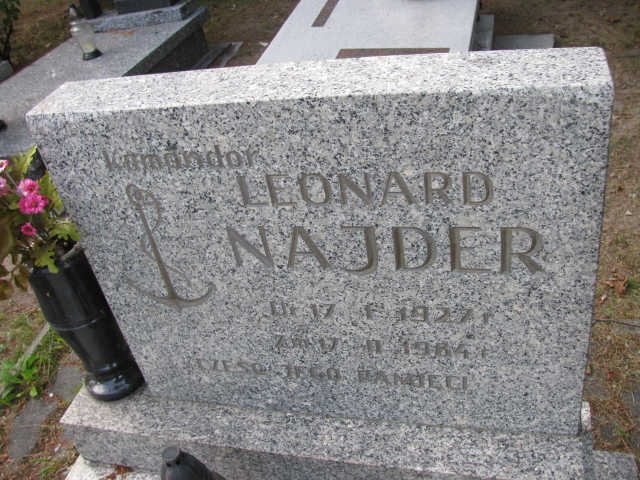 Komandor
LEONARD
NAJDER
Ur 17 I 1927 r
Zm 17 II 1984 r
CZEŚĆ JEGO PAMIĘCI